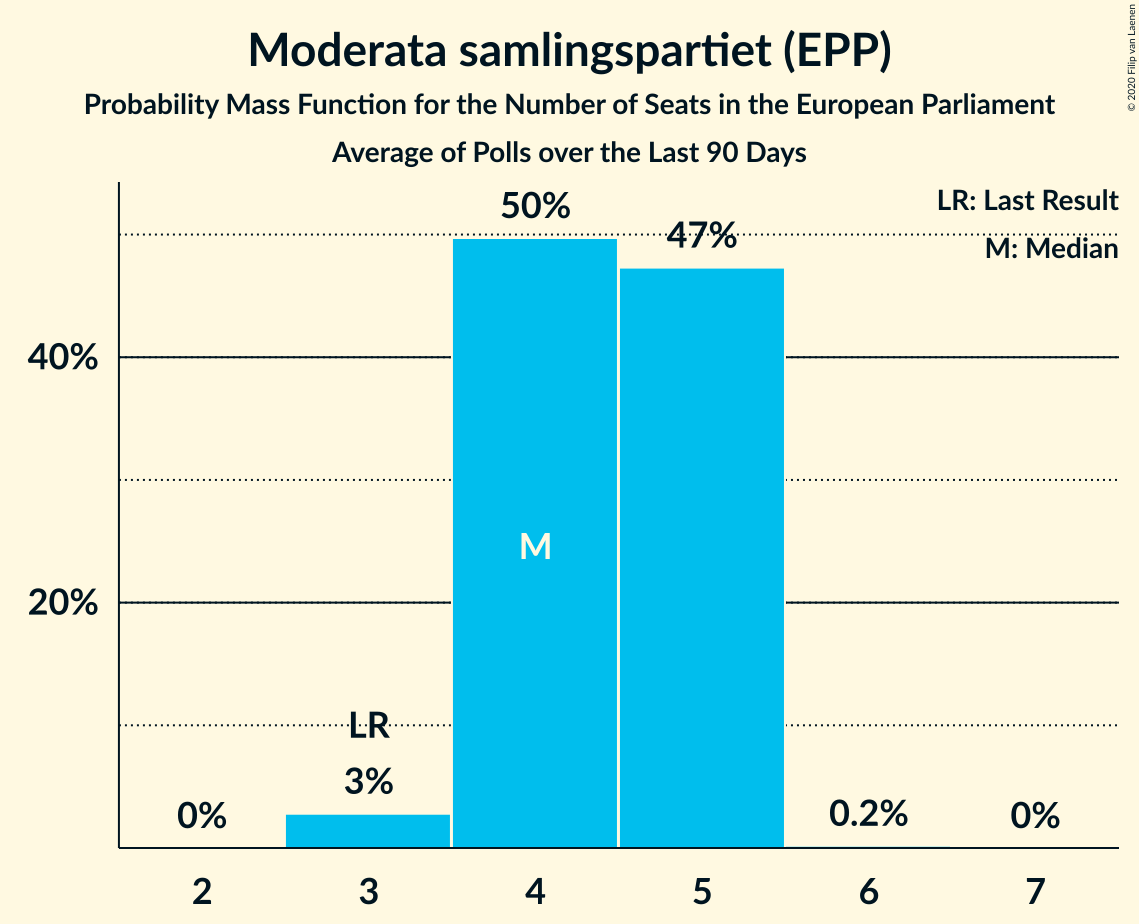 Moderata samlingspartiet (EPP)
Probability Mass Function for the Number of Seats in the European Parliament
Average of Polls over the Last 90 Days
© 2020 Filip van Laenen
LR: Last Result
M: Median
50%
47%
40%
M
20%
LR
0%
3%
0.2%
0%
2 3 4 5 6 7